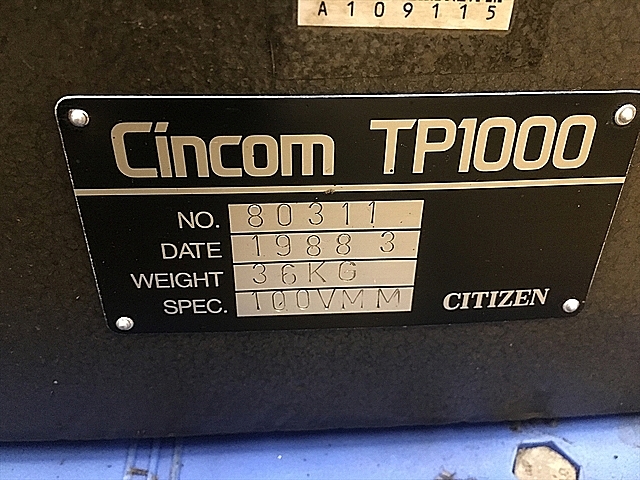 A109115
Cincom TP1000
NO. 80311
DATE 1988 3
WEIGHT 36KG
SPEC. 100VMM
CITIZEN